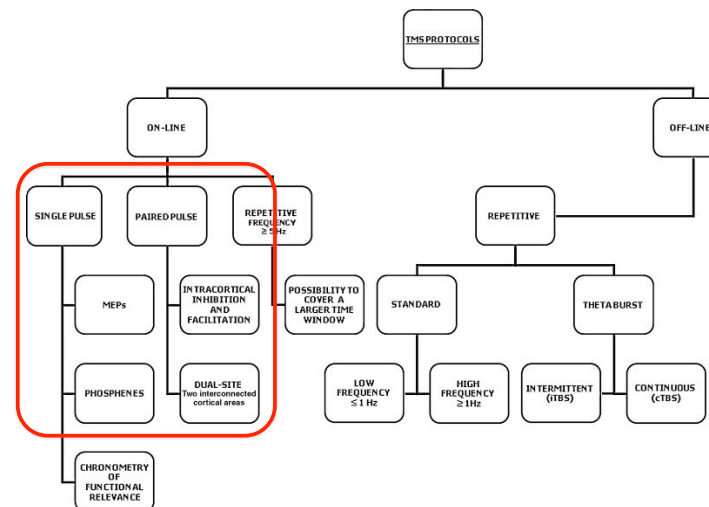 TMS PROTOCOLS
ON-LINE
OFF-LINE
SINGLE PULSE
PAIRED PULSE
REPETITIVE
FREQUENCY
≥ 5 Hz
REPETITIVE
MEPs
INTRACORTICAL
INHIBITION
AND
FACILITATION
POSSIBILITY TO
COVER A
LARGER TIME
WINDOW
STANDARD
THETA BURST
PHOSPHENES
DUAL-SITE
Two interconnected
cortical areas
LOW
FREQUENCY
≤ 1 Hz
HIGH
FREQUENCY
≥ 1Hz
INTERMITTENT
(iTBS)
CONTINUOUS
(cTBS)
CHRONOMETRY
OF
FUNCTIONAL
RELEVANCE